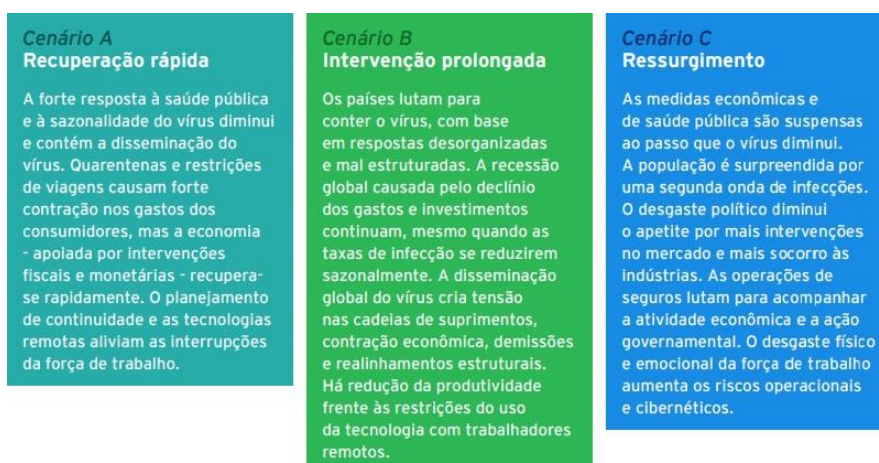 Cenário A
Recuperação rápida
A forte resposta à saúde pública
e à sazonalidade do vírus diminui
e contém a disseminação do
vírus. Quarentenas e restrições
de viagens causam forte
contração nos gastos dos
consumidores, mas a economia
- apoiada por intervenções
fiscais e monetárias - recupera-
se rapidamente. O planejamento
de continuidade e as tecnologias
remotas aliviam as interrupções
da força de trabalho.
Cenário B
Intervenção prolongada
Os países lutam para
conter o vírus, com base
em respostas desorganizadas
e mal estruturadas. A recessão
global causada pelo declínio
dos gastos e investimentos
continuam, mesmo quando as
taxas de infecção se reduzirem
sazonalmente. A disseminação
global do vírus cria tensão
nas cadeias de suprimentos,
contração econômica, demissões
e realinhamentos estruturais.
Há redução da produtividade
frente às restrições do uso
da tecnologia com trabalhadores
remotos.
Cenário C
Ressurgimento
As medidas econômicas e
de saúde pública são suspensas
ao passo que o vírus diminui.
A população é surpreendida por
uma segunda onda de infecções.
O desgaste político diminui
o apetite por mais intervenções
no mercado e mais socorro às
indústrias. As operações de
seguros lutam para acompanhar
a atividade econômica e a ação
governamental. O desgaste físico
e emocional da força de trabalho
aumenta os riscos operacionais
e cibernéticos.